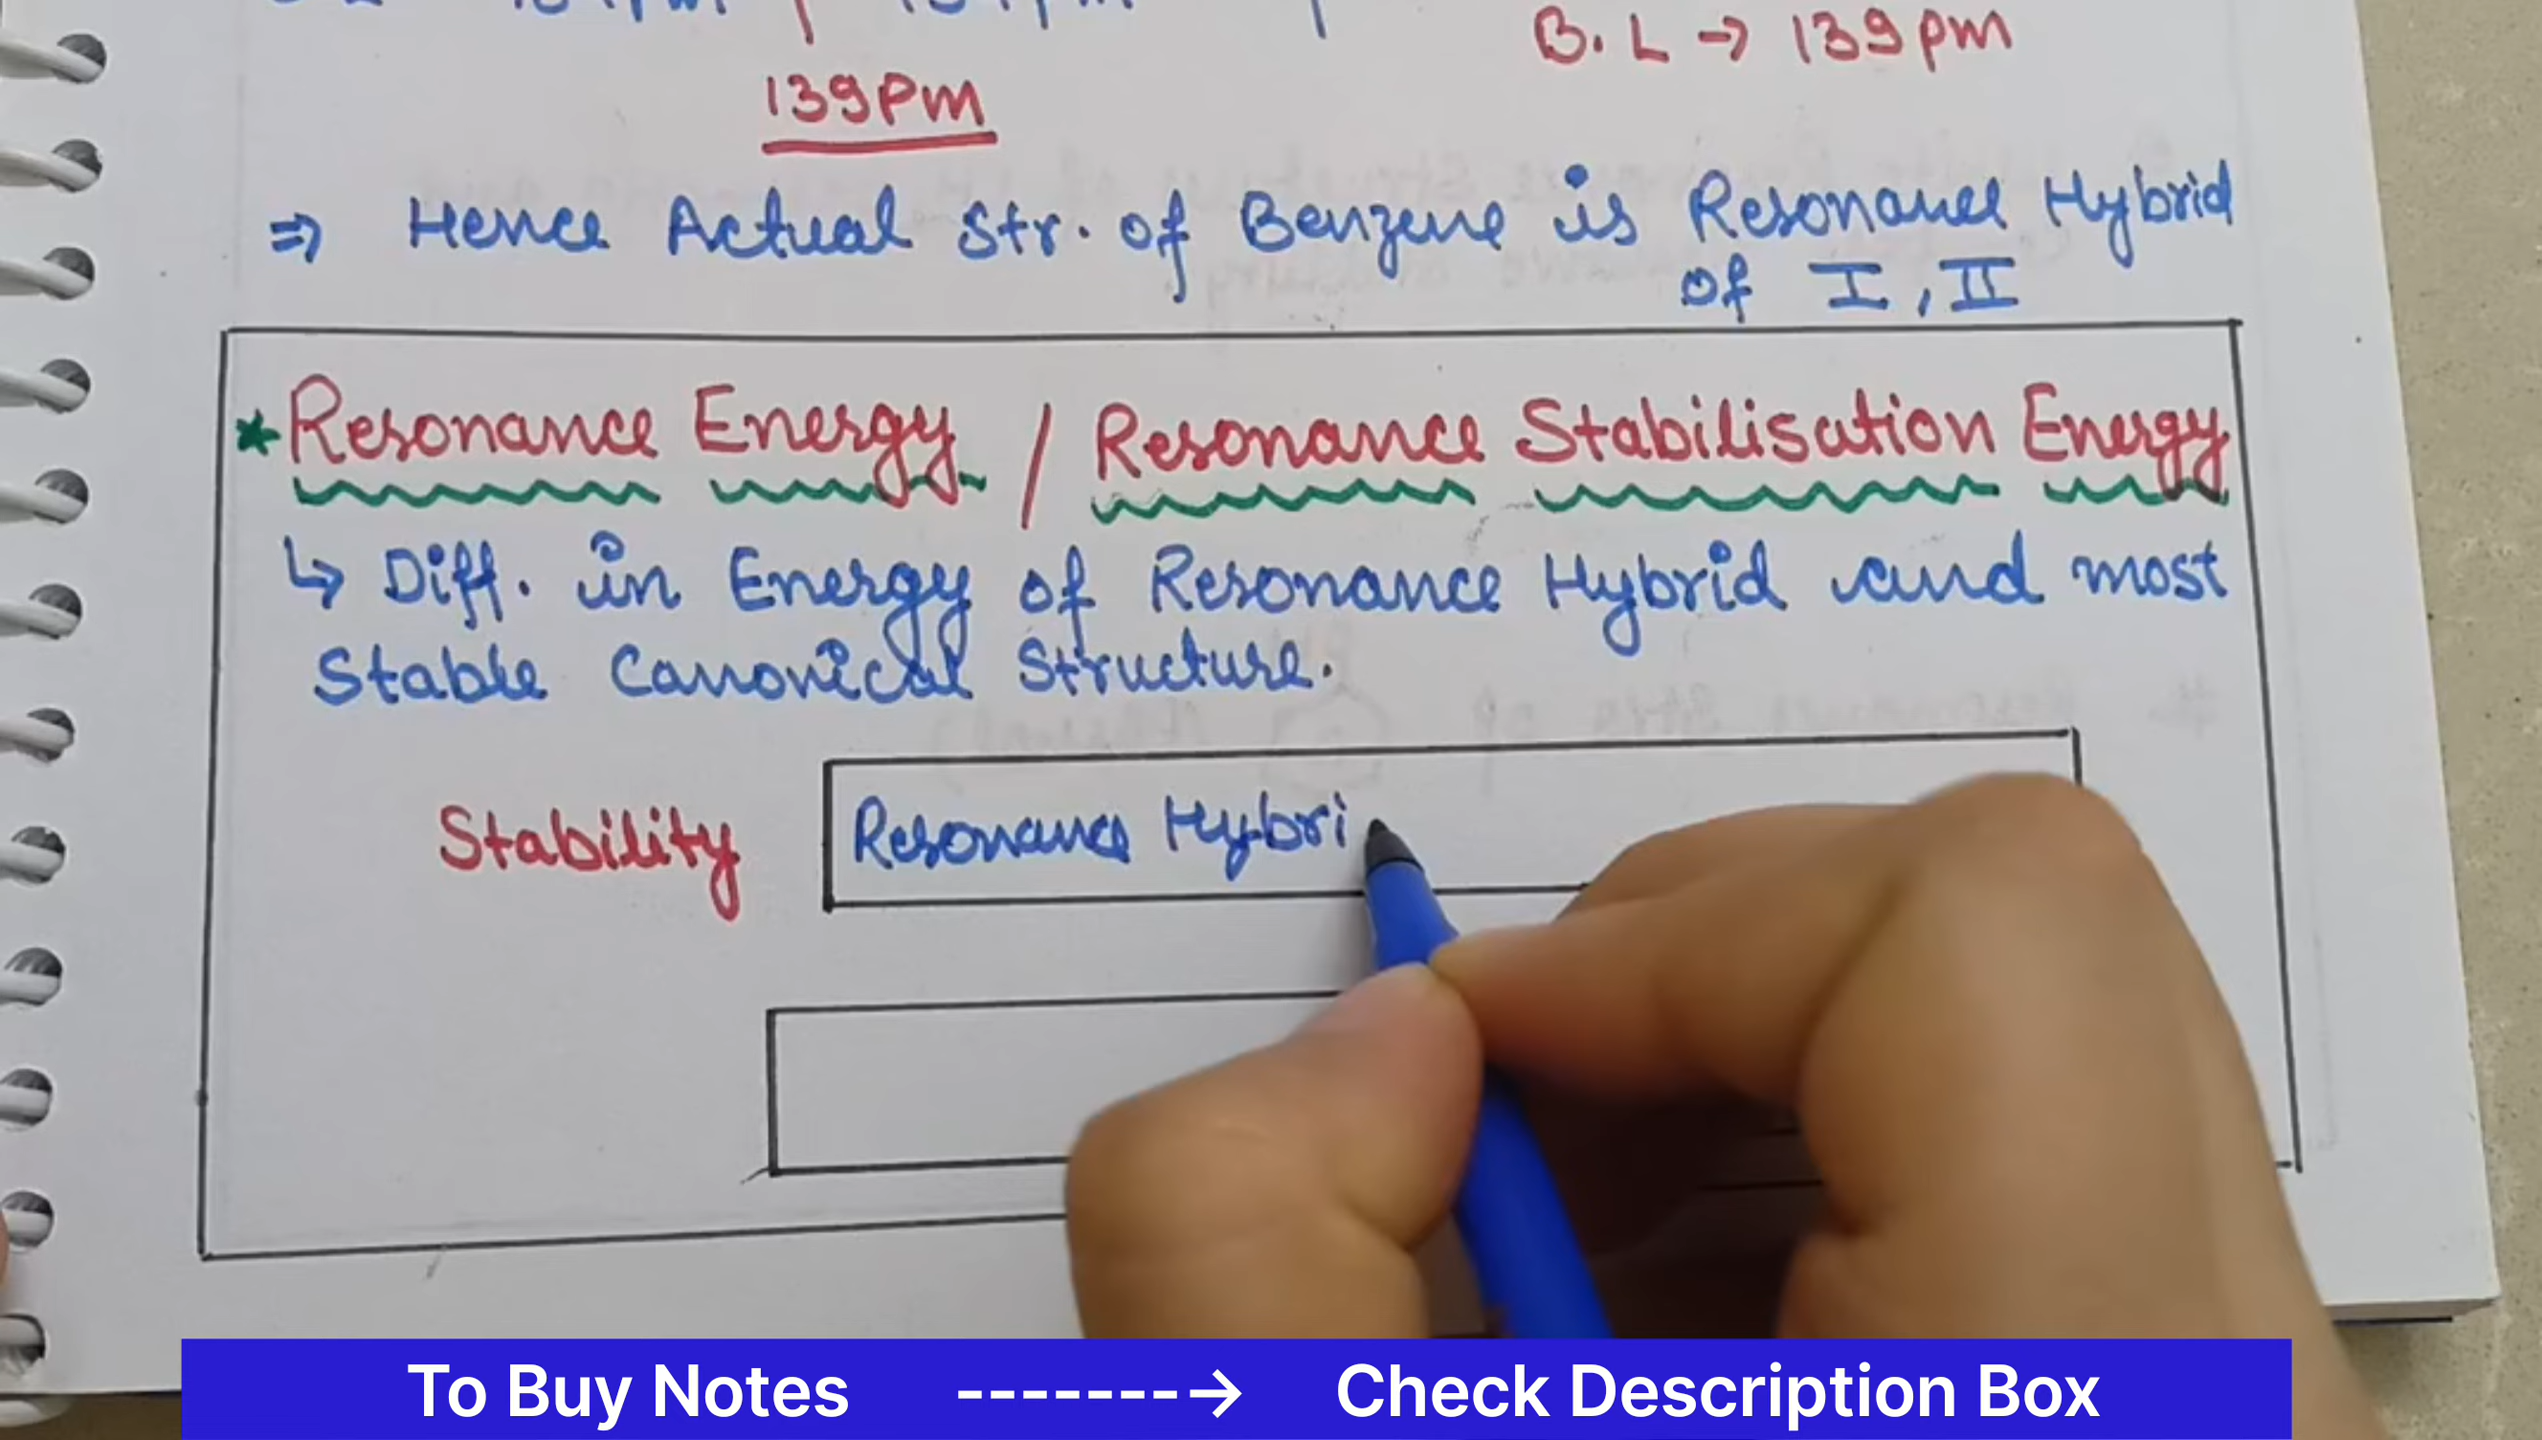 139Pm
B.L → 139pm
⇒ Hence Actual Str. of Benzene is Resonance Hybrid
of I, II
* Resonance Energy / Resonance Stabilisation Energy
↳ Diff. in Energy of Resonance Hybrid and most
Stable Canonical Structure.
Stability
Resonance Hybri
To Buy Notes -------→ Check Description Box